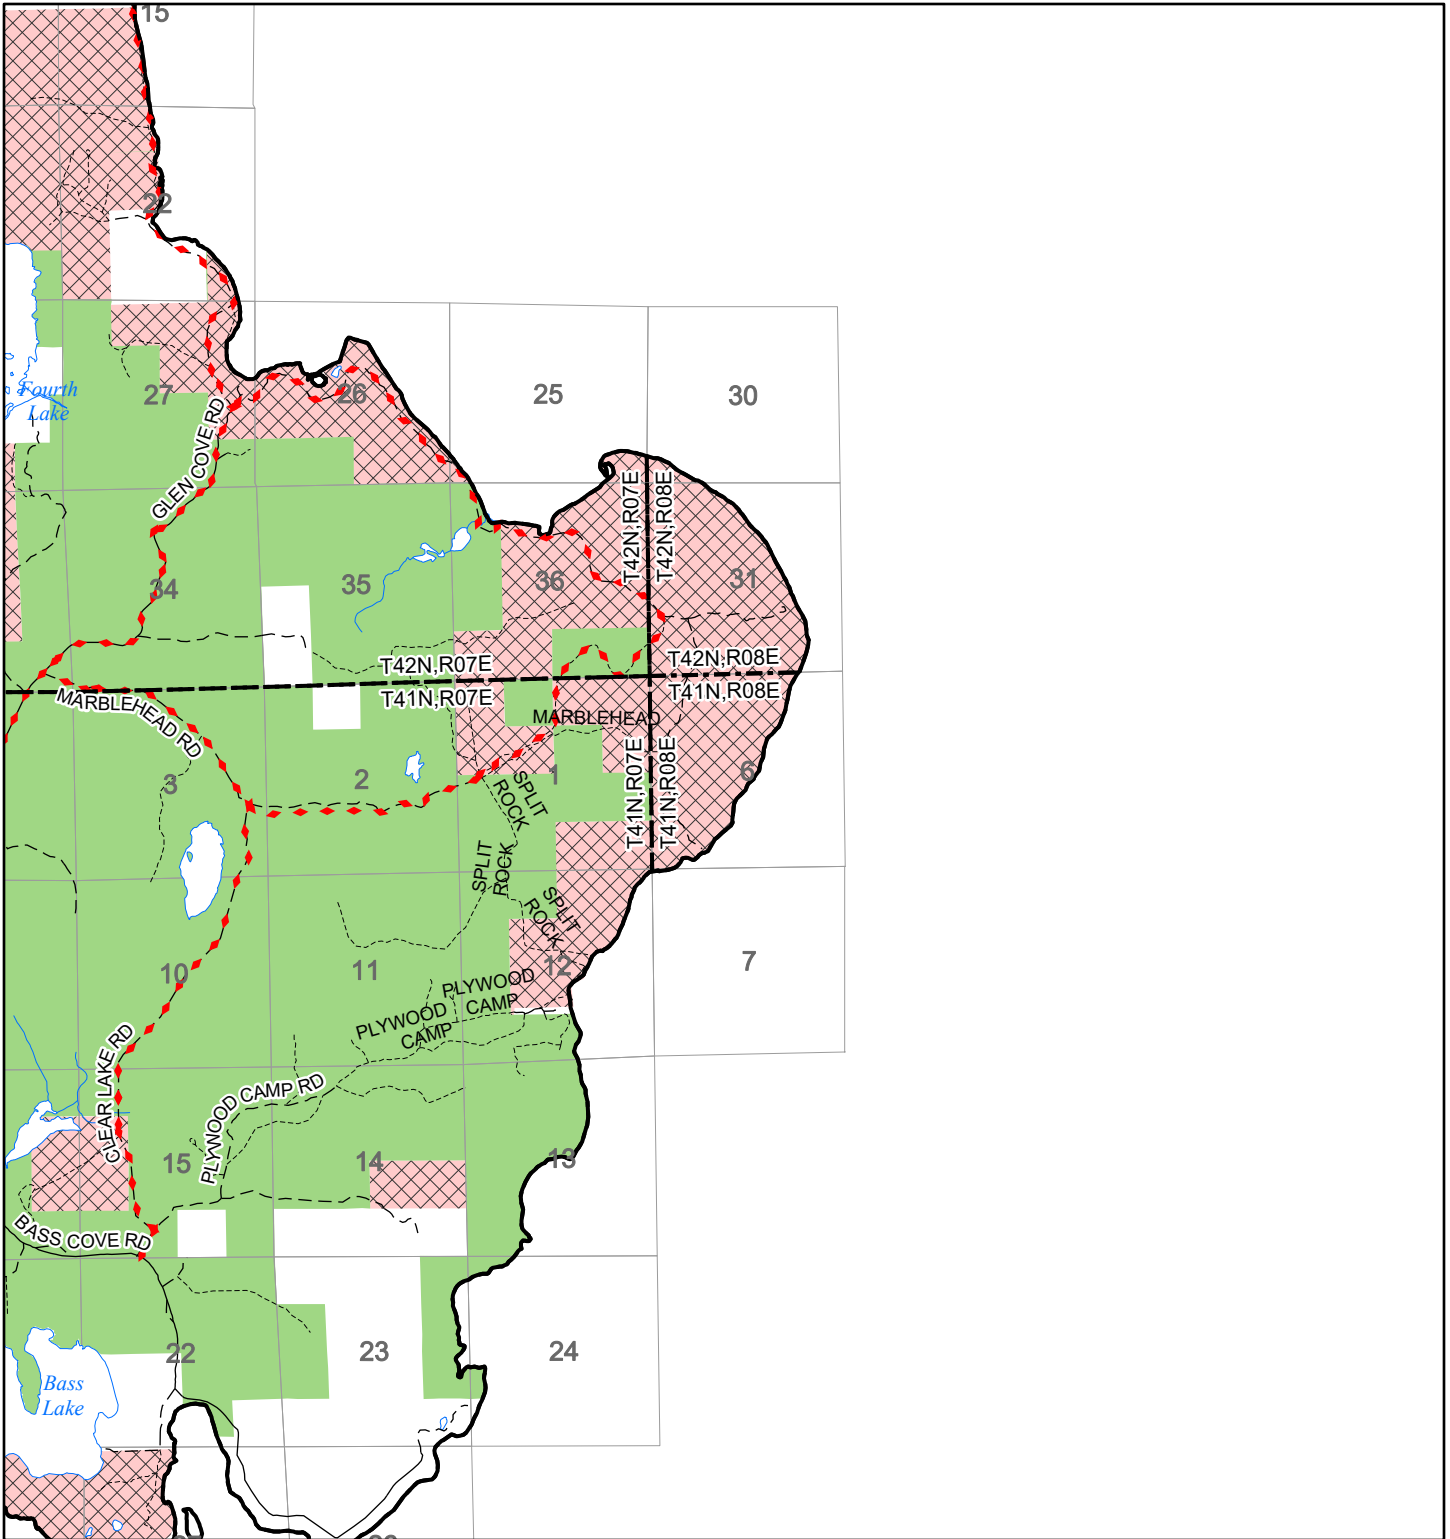 15
22
Fourth
Lake
27
26
25
30
GLEN COVE RD
34
35
36
31
T42N,R07E
T42N,R08E
T42N,R07E
T42N,R08E
T41N,R07E
T41N,R08E
MARBLEHEAD RD
MARBLEHEAD
T41N,R07E
T41N,R08E
3
2
1
6
SPLIT
ROCK
SPLIT
ROCK
SPLIT
ROCK
10
11
12
7
PLYWOOD
CAMP
PLYWOOD
CAMP
CLEAR LAKE RD
PLYWOOD CAMP RD
15
14
13
BASS COVE RD
22
23
24
Bass
Lake